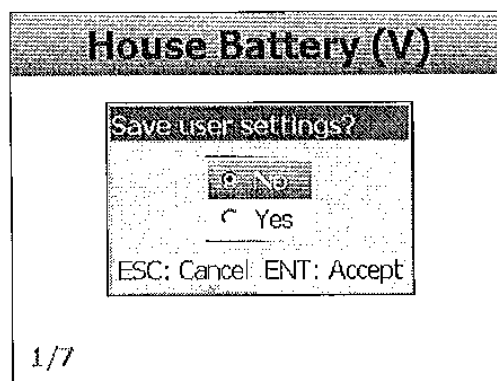 House Battery (V)
Save user settings?
No
Yes
ESC: Cancel ENT: Accept
1/7